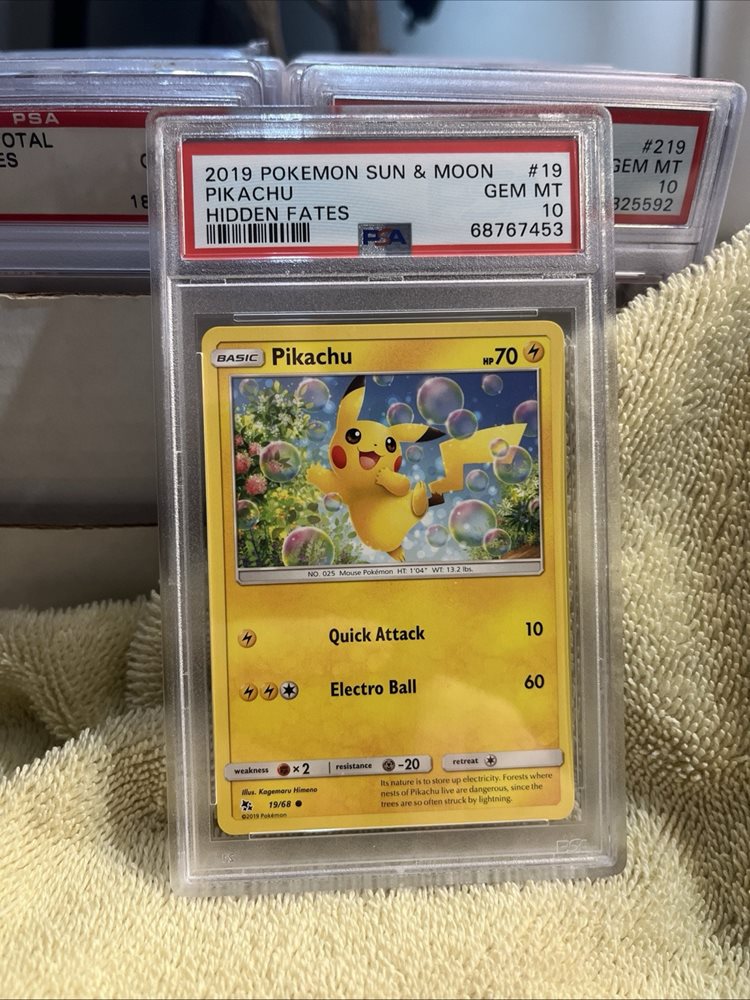 PSA
OTAL
ES
18
#219
GEM MT
10
325592
2019 POKEMON SUN & MOON #19
PIKACHU GEM MT
HIDDEN FATES 10
PSA 68767453
BASIC Pikachu HP 70
NO. 025 Mouse Pokémon HT: 1'04" WT: 13.2 lbs.
Quick Attack 10
Electro Ball 60
weakness ×2 resistance -20 retreat
Illus. Kagemaru Himeno
19/68
©2019 Pokémon
Its nature is to store up electricity. Forests where
nests of Pikachu live are dangerous, since the
trees are so often struck by lightning.